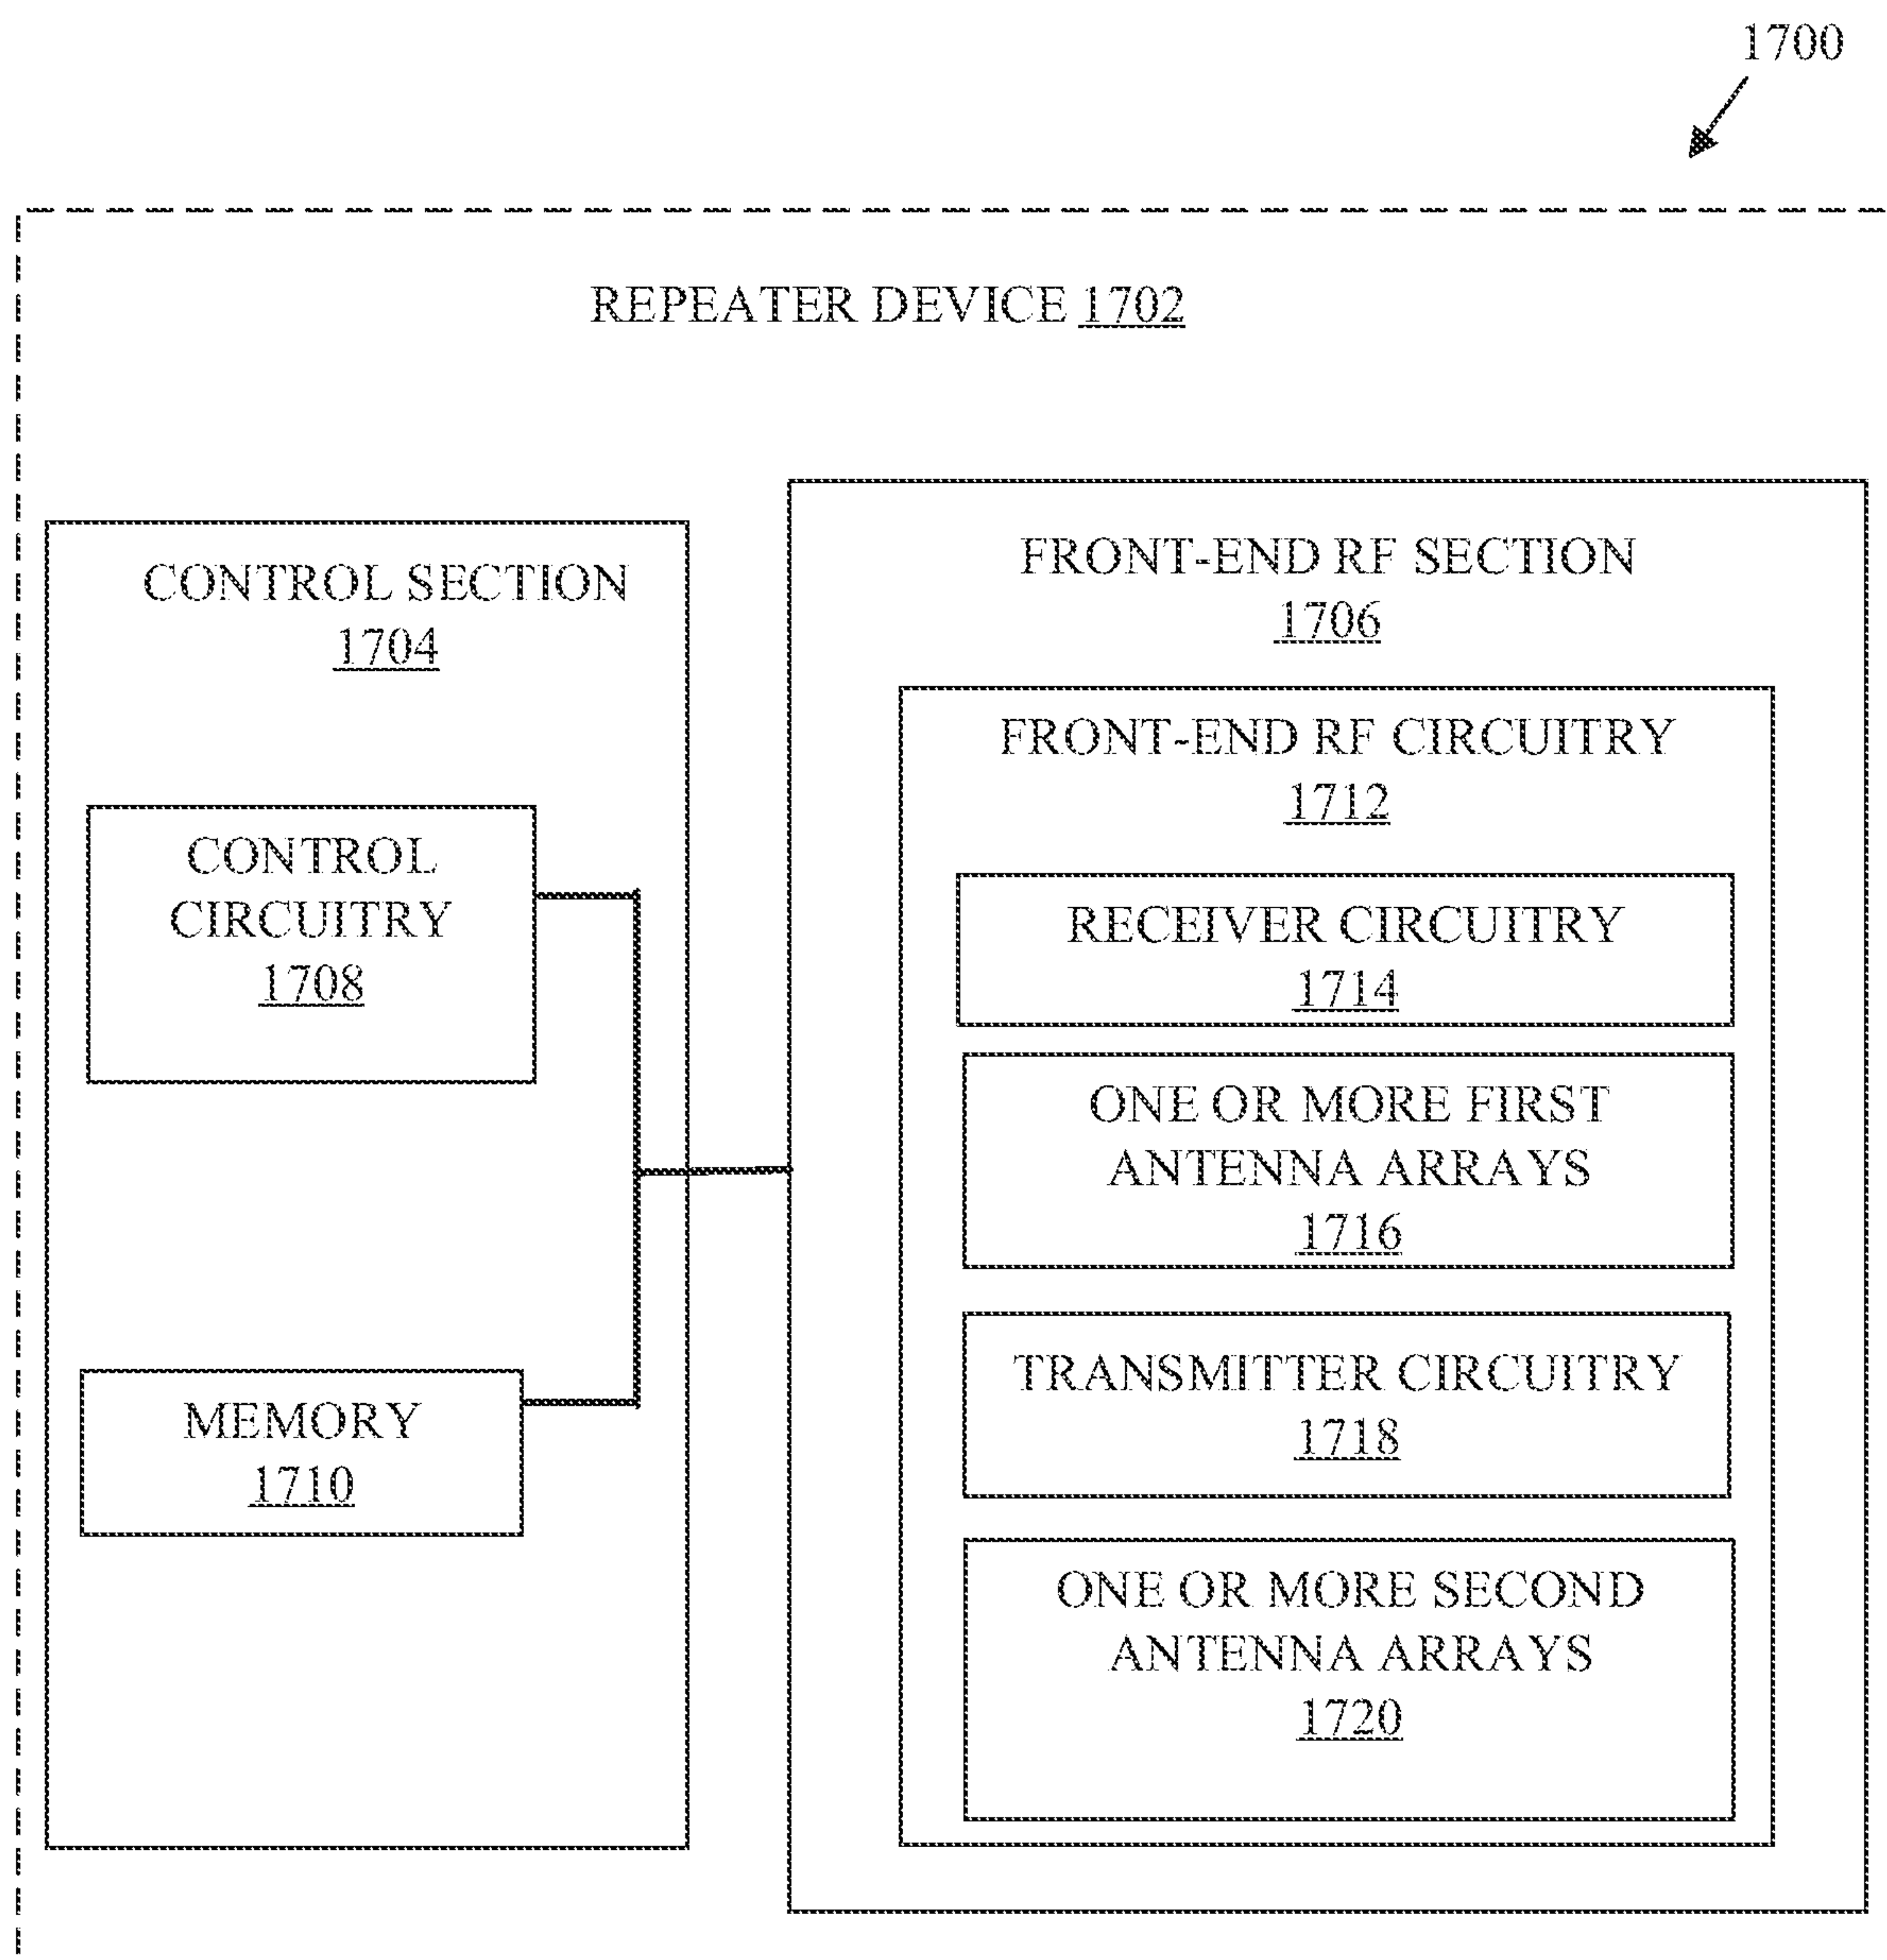 1700
REPEATER DEVICE 1702
CONTROL SECTION
1704
CONTROL
CIRCUITRY
1708
MEMORY
1710
FRONT-END RF SECTION
1706
FRONT-END RF CIRCUITRY
1712
RECEIVER CIRCUITRY
1714
ONE OR MORE FIRST
ANTENNA ARRAYS
1716
TRANSMITTER CIRCUITRY
1718
ONE OR MORE SECOND
ANTENNA ARRAYS
1720